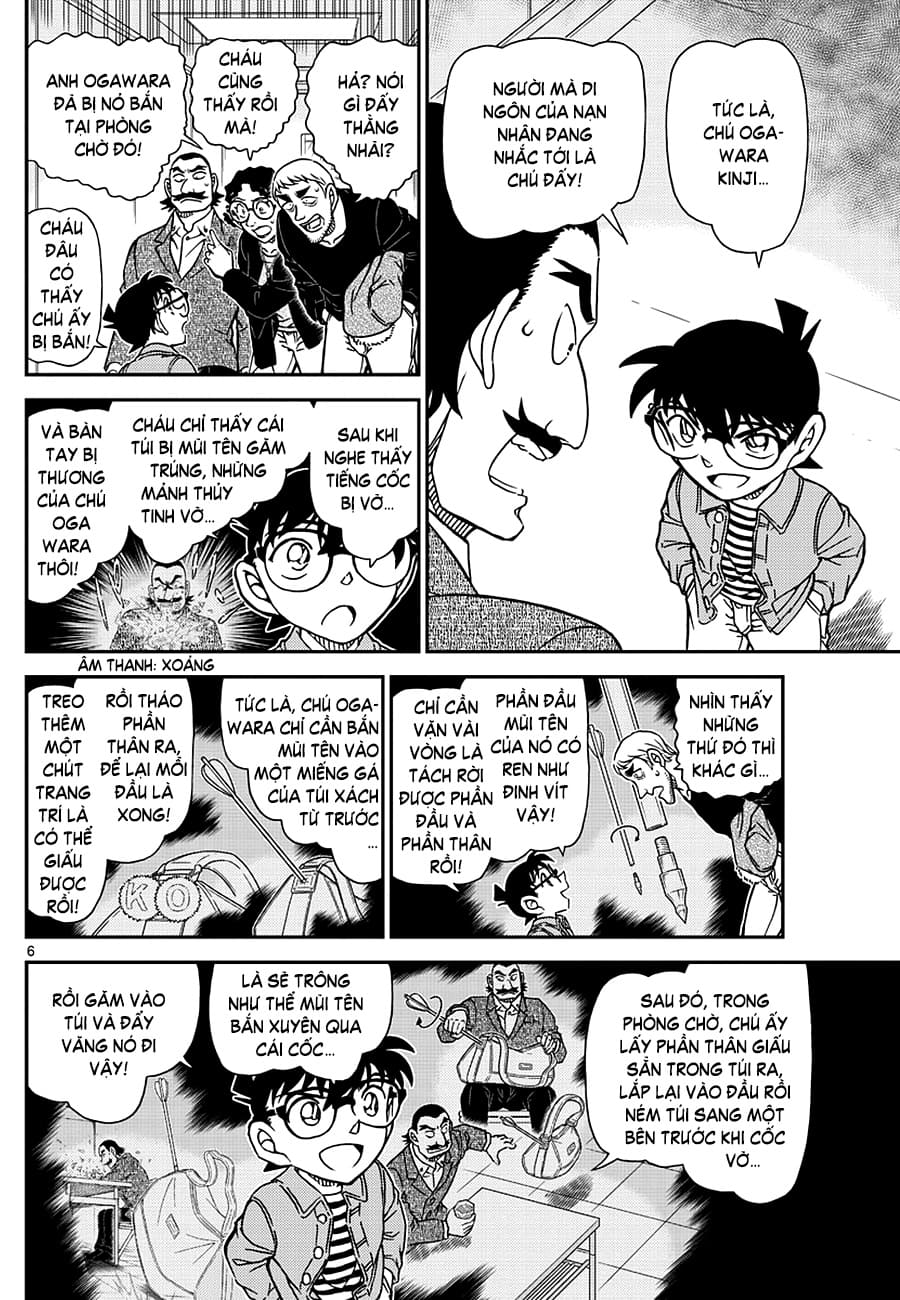 TỨC LÀ,
CHÚ OGA-
WARA
KINJI...
NGƯỜI MÀ DI
NGÔN CỦA NẠN
NHÂN ĐANG
NHẮC TỚI LÀ
CHÚ ĐẤY!
HẢ? NÓI
GÌ ĐẤY
THẰNG
NHẢI?
CHÁU
CŨNG
THẤY RỒI
MÀ!
ANH OGAWARA
ĐÃ BỊ NỎ BẮN
TẠI PHÒNG
CHỜ ĐÓ!
CHÁU
ĐÂU
CÓ
THẤY
CHÚ ẤY
BỊ BẮN!
SAU KHI
NGHE THẤY
TIẾNG CỐC
BỊ VỠ...
CHÁU CHỈ THẤY CÁI
TÚI BỊ MŨI TÊN GĂM
TRÚNG, NHỮNG
MẢNH THỦY
TINH VỠ...
VÀ BÀN
TAY BỊ
THƯƠNG
CỦA CHÚ
OGA
WARA
THÔI!
ÂM THANH: XOẢNG
NHÌN THẤY
NHỮNG
THỨ ĐÓ THÌ
KHÁC GÌ...
PHẦN ĐẦU
MŨI TÊN
CỦA NÓ CÓ
REN NHƯ
ĐINH VÍT
VẬY!
CHỈ CẦN
VẶN VÀI
VÒNG LÀ
TÁCH RỜI
ĐƯỢC PHẦN
ĐẦU VÀ
PHẦN THÂN
RỒI!
TỨC LÀ, CHÚ OGA-
WARA CHỈ CẦN BẮN
MŨI TÊN VÀO
MỘT MIẾNG GÁ
CỦA TÚI XÁCH
TỪ TRƯỚC
...
RỒI THÁO
PHẦN
THÂN RA,
ĐỂ LẠI MỖI
ĐẦU LÀ
XONG!
TREO
THÊM
MỘT
CHÚT
TRANG
TRÍ LÀ
CÓ THỂ
GIẤU
ĐƯỢC
RỒI!
KO
6
SAU ĐÓ, TRONG
PHÒNG CHỜ, CHÚ ẤY
LẤY PHẦN THÂN GIẤU
SẴN TRONG TÚI RA,
LẮP LẠI VÀO ĐẦU RỒI
NÉM TÚI SANG MỘT
BÊN TRƯỚC KHI CỐC
VỠ...
LÀ SẼ TRÔNG
NHƯ THỂ MŨI TÊN
BẮN XUYÊN QUA
CÁI CỐC...
RỒI GĂM VÀO
TÚI VÀ ĐẨY
VĂNG NÓ ĐI
VẬY!